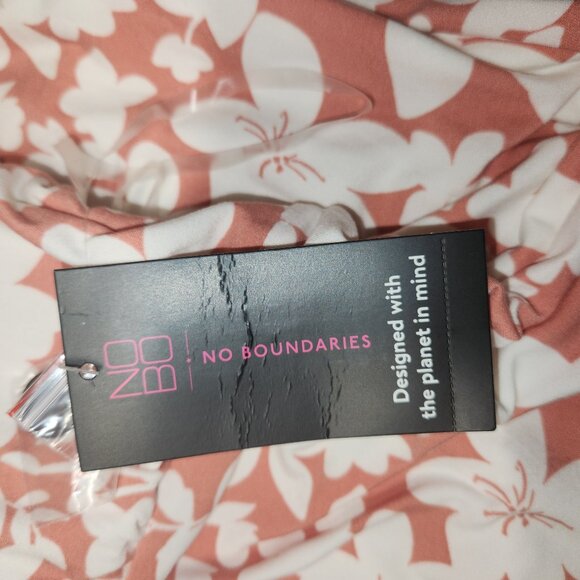 NO
BO
NO BOUNDARIES
Designed with
the planet in mind